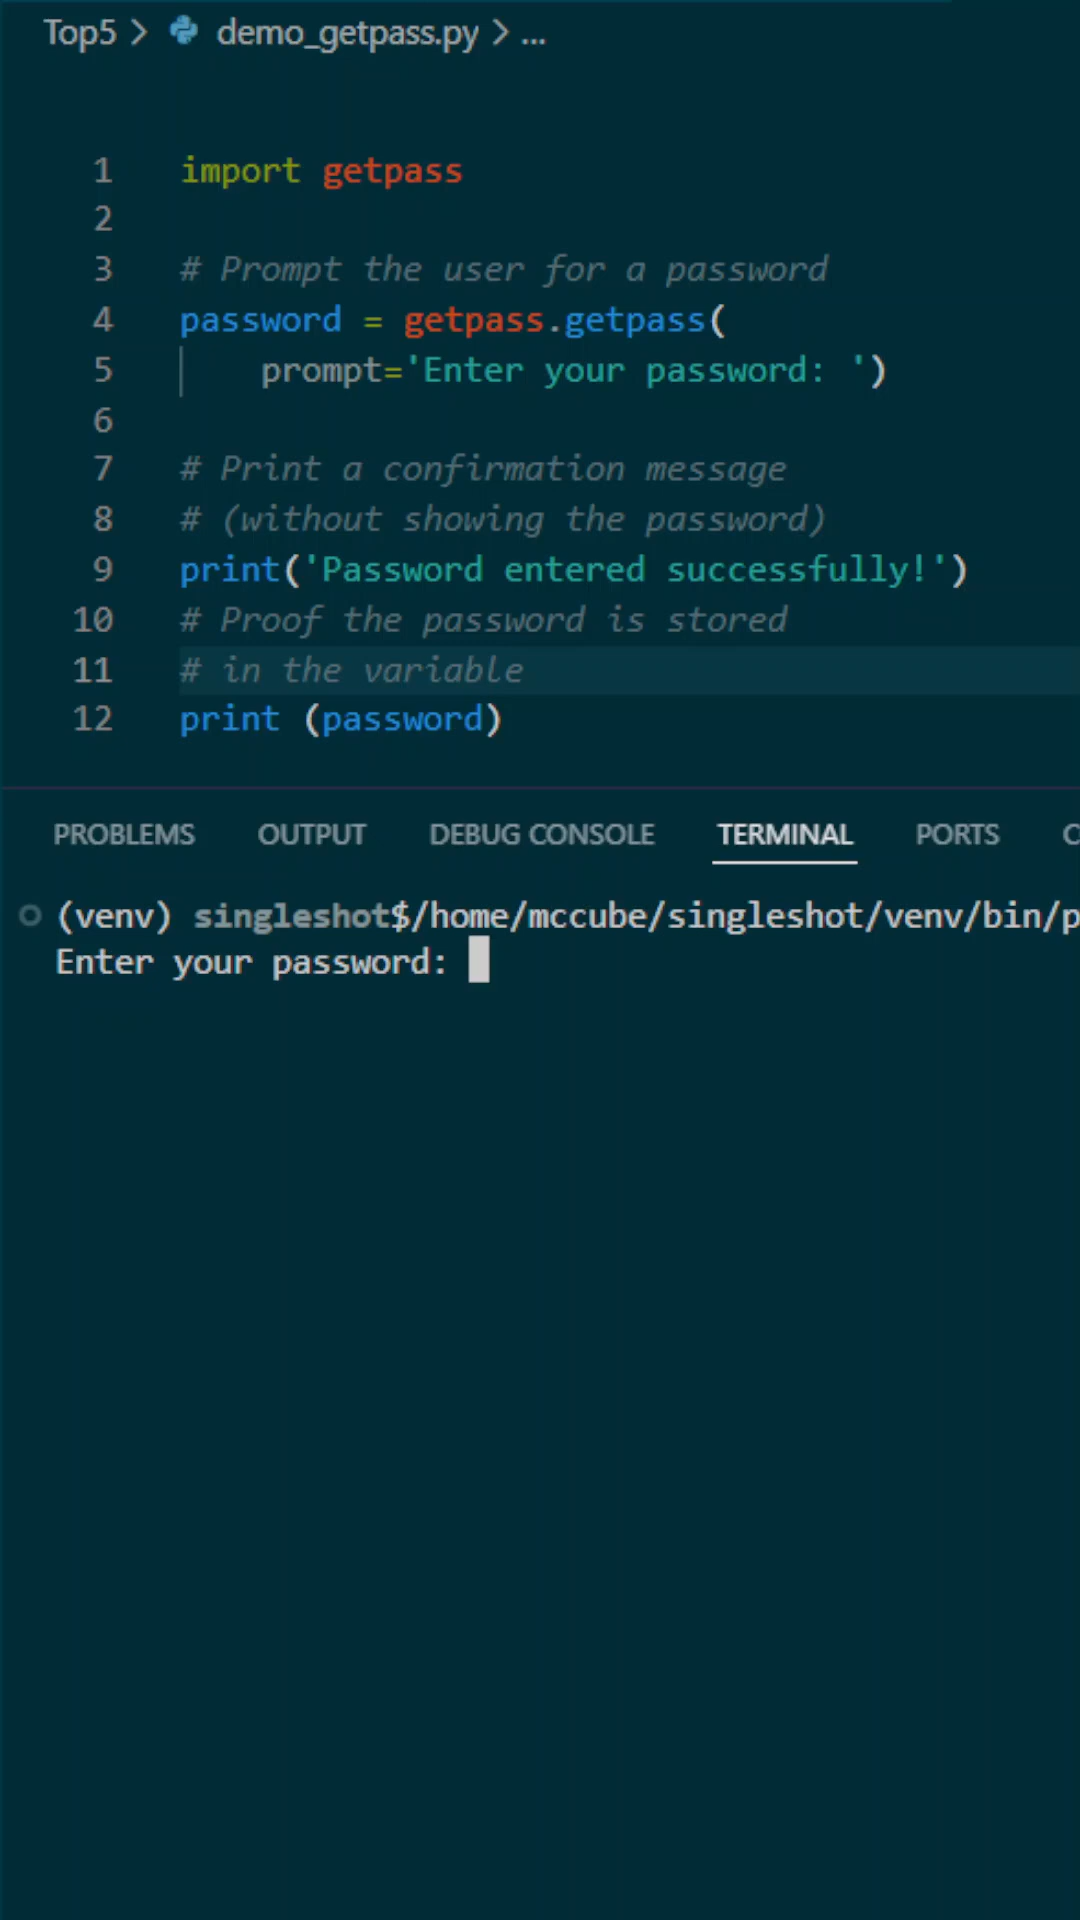 Top5 > demo_getpass.py > ...
1 import getpass
2
3 # Prompt the user for a password
4 password = getpass.getpass(
5     prompt='Enter your password: ')
6
7 # Print a confirmation message
8 # (without showing the password)
9 print('Password entered successfully!')
10 # Proof the password is stored
11 # in the variable
12 print (password)
PROBLEMS OUTPUT DEBUG CONSOLE TERMINAL PORTS
(venv) singleshot$/home/mccube/singleshot/venv/bin/p
Enter your password: